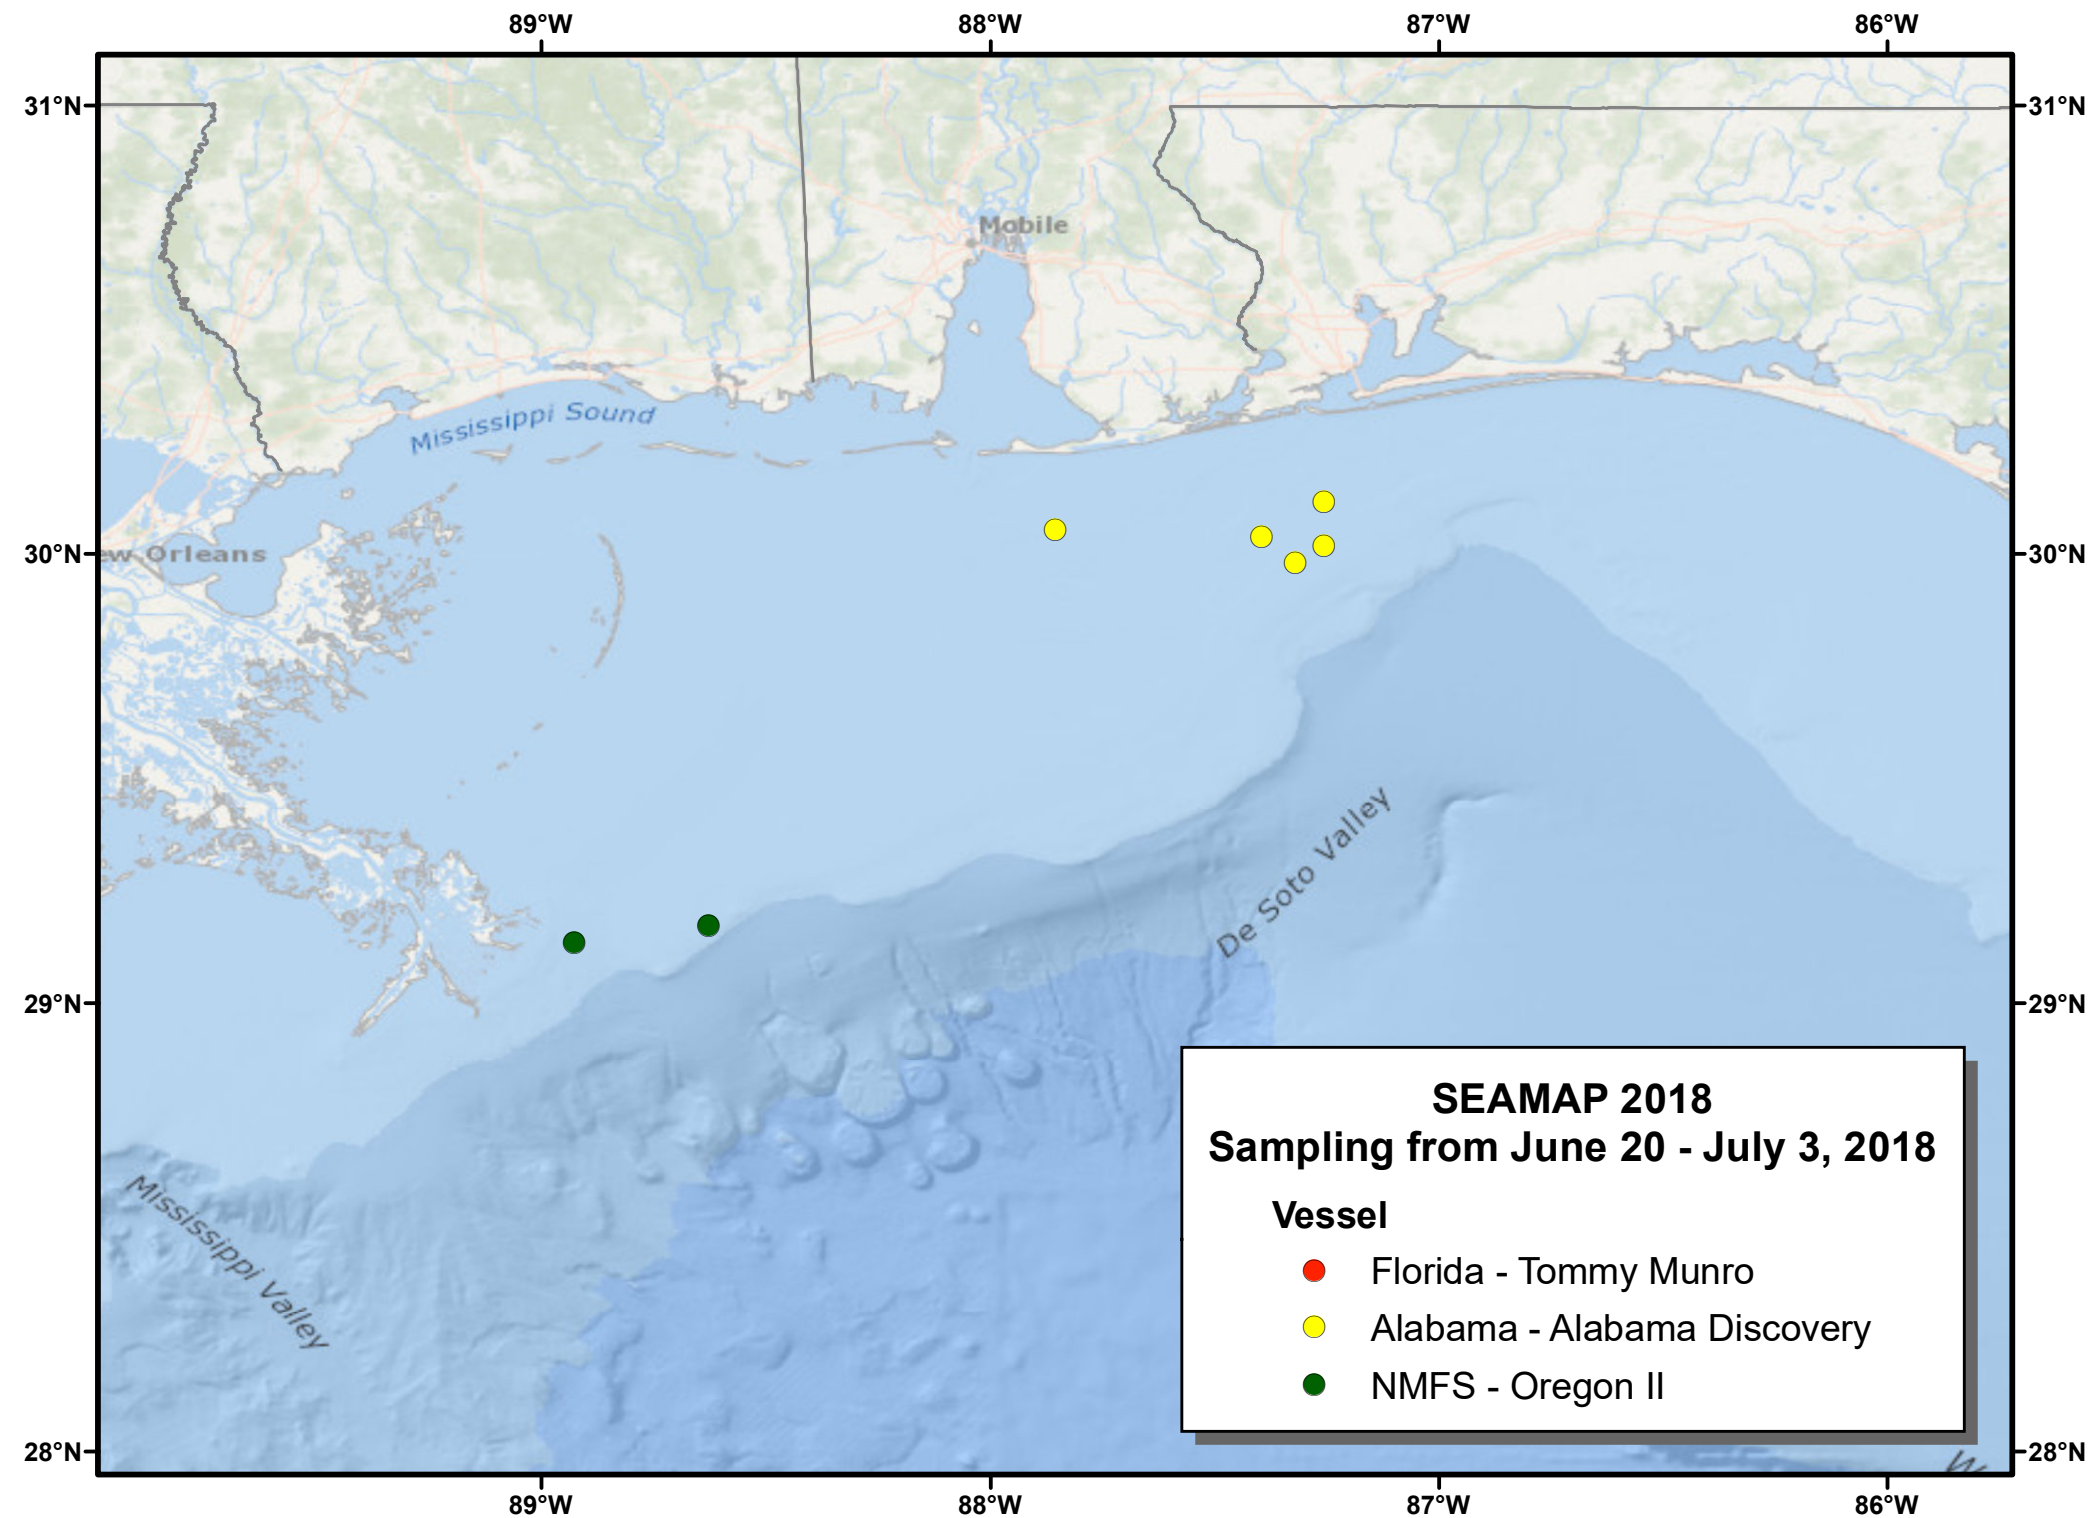 89°W 88°W 87°W 86°W
31°N 31°N
Mobile
Mississippi Sound
ew Orleans
30°N 30°N
De Soto Valley
29°N 29°N
Mississippi Valley
SEAMAP 2018
Sampling from June 20 - July 3, 2018
Vessel
Florida - Tommy Munro
Alabama - Alabama Discovery
NMFS - Oregon II
28°N 28°N
W
89°W 88°W 87°W 86°W